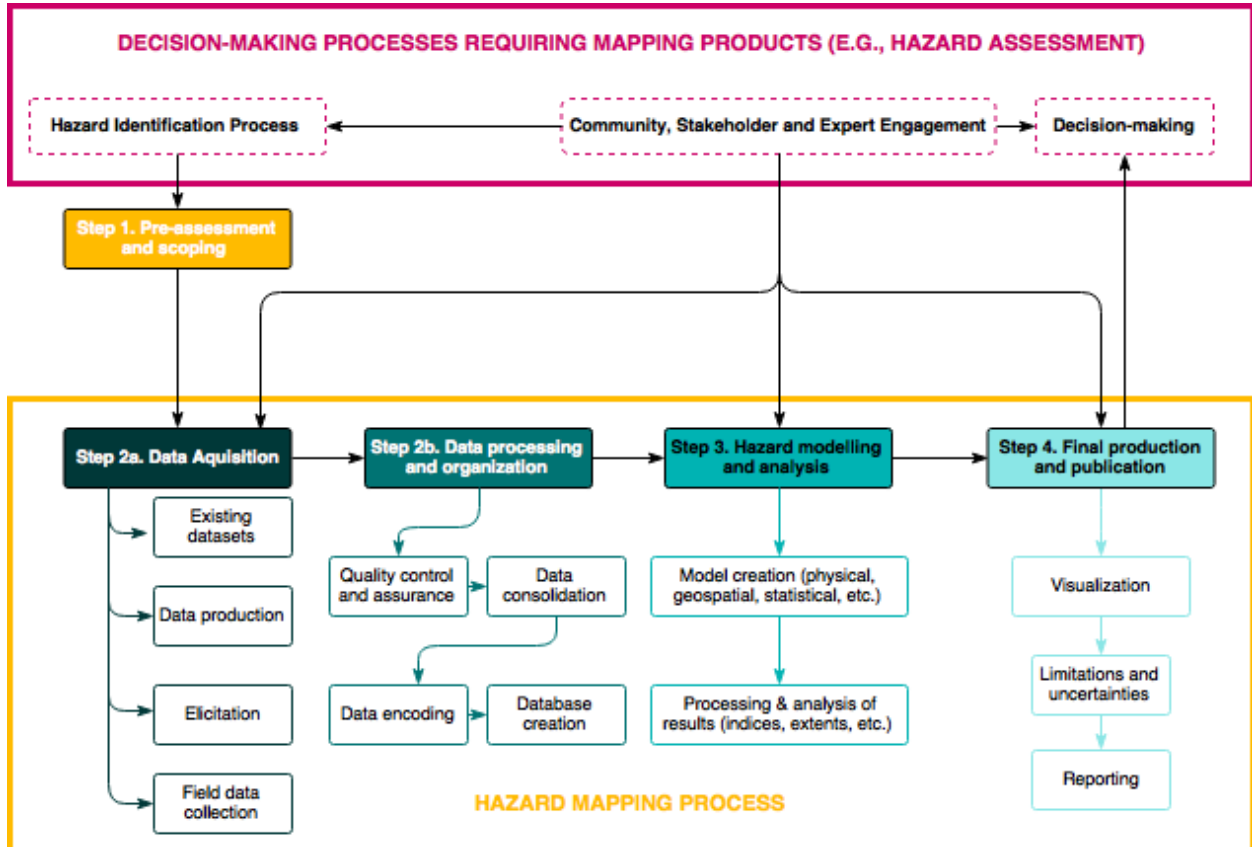 DECISION-MAKING PROCESSES REQUIRING MAPPING PRODUCTS (E.G., HAZARD ASSESSMENT)
Hazard Identification Process
Community, Stakeholder and Expert Engagement
Decision-making
Step 1. Pre-assessment
and scoping
Step 2a. Data Aquisition
Step 2b. Data processing
and organization
Step 3. Hazard modelling
and analysis
Step 4. Final production
and publication
Existing
datasets
Data production
Elicitation
Field data
collection
Quality control
and assurance
Data
consolidation
Data encoding
Database
creation
Model creation (physical,
geospatial, statistical, etc.)
Processing & analysis of
results (indices, extents, etc.)
Visualization
Limitations and
uncertainties
Reporting
HAZARD MAPPING PROCESS